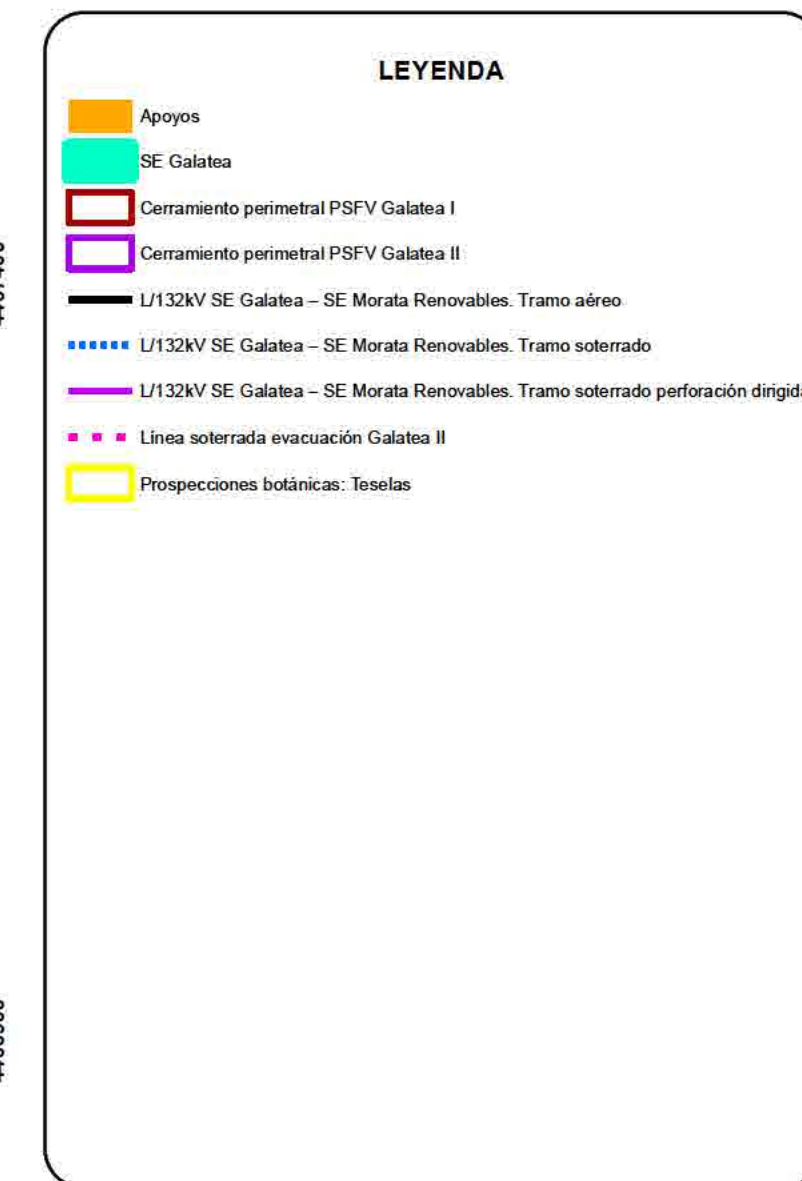 LEYENDA
Apoyos
SE Galatea
Cerramiento perimetral PSFV Galatea I
Cerramiento perimetral PSFV Galatea II
L/132kV SE Galatea – SE Morata Renovables. Tramo aéreo
L/132kV SE Galatea – SE Morata Renovables. Tramo soterrado
L/132kV SE Galatea – SE Morata Renovables. Tramo soterrado perforación dirigida
Línea soterrada evacuación Galatea II
Prospecciones botánicas: Teselas